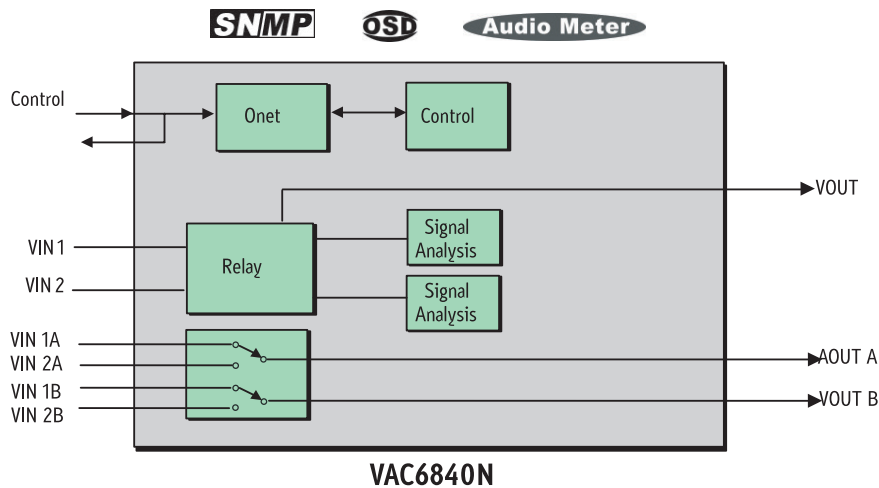 SNMP OSD Audio Meter
Control
Onet
Control
VOUT
Relay
Signal
Analysis
VIN 1
VIN 2
Signal
Analysis
VIN 1A
VIN 2A
VIN 1B
VIN 2B
AOUT A
VOUT B
VAC6840N